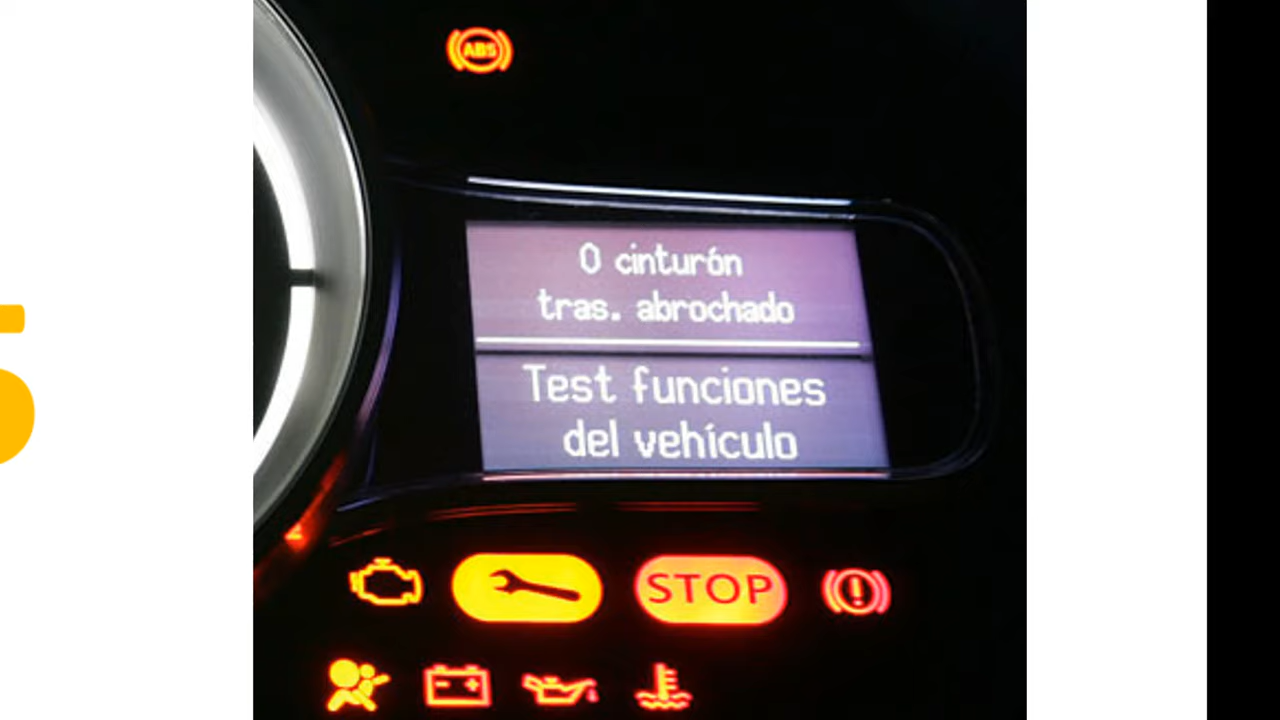 ABS
0 cinturón
tras. abrochado
Test funciones
del vehículo
STOP